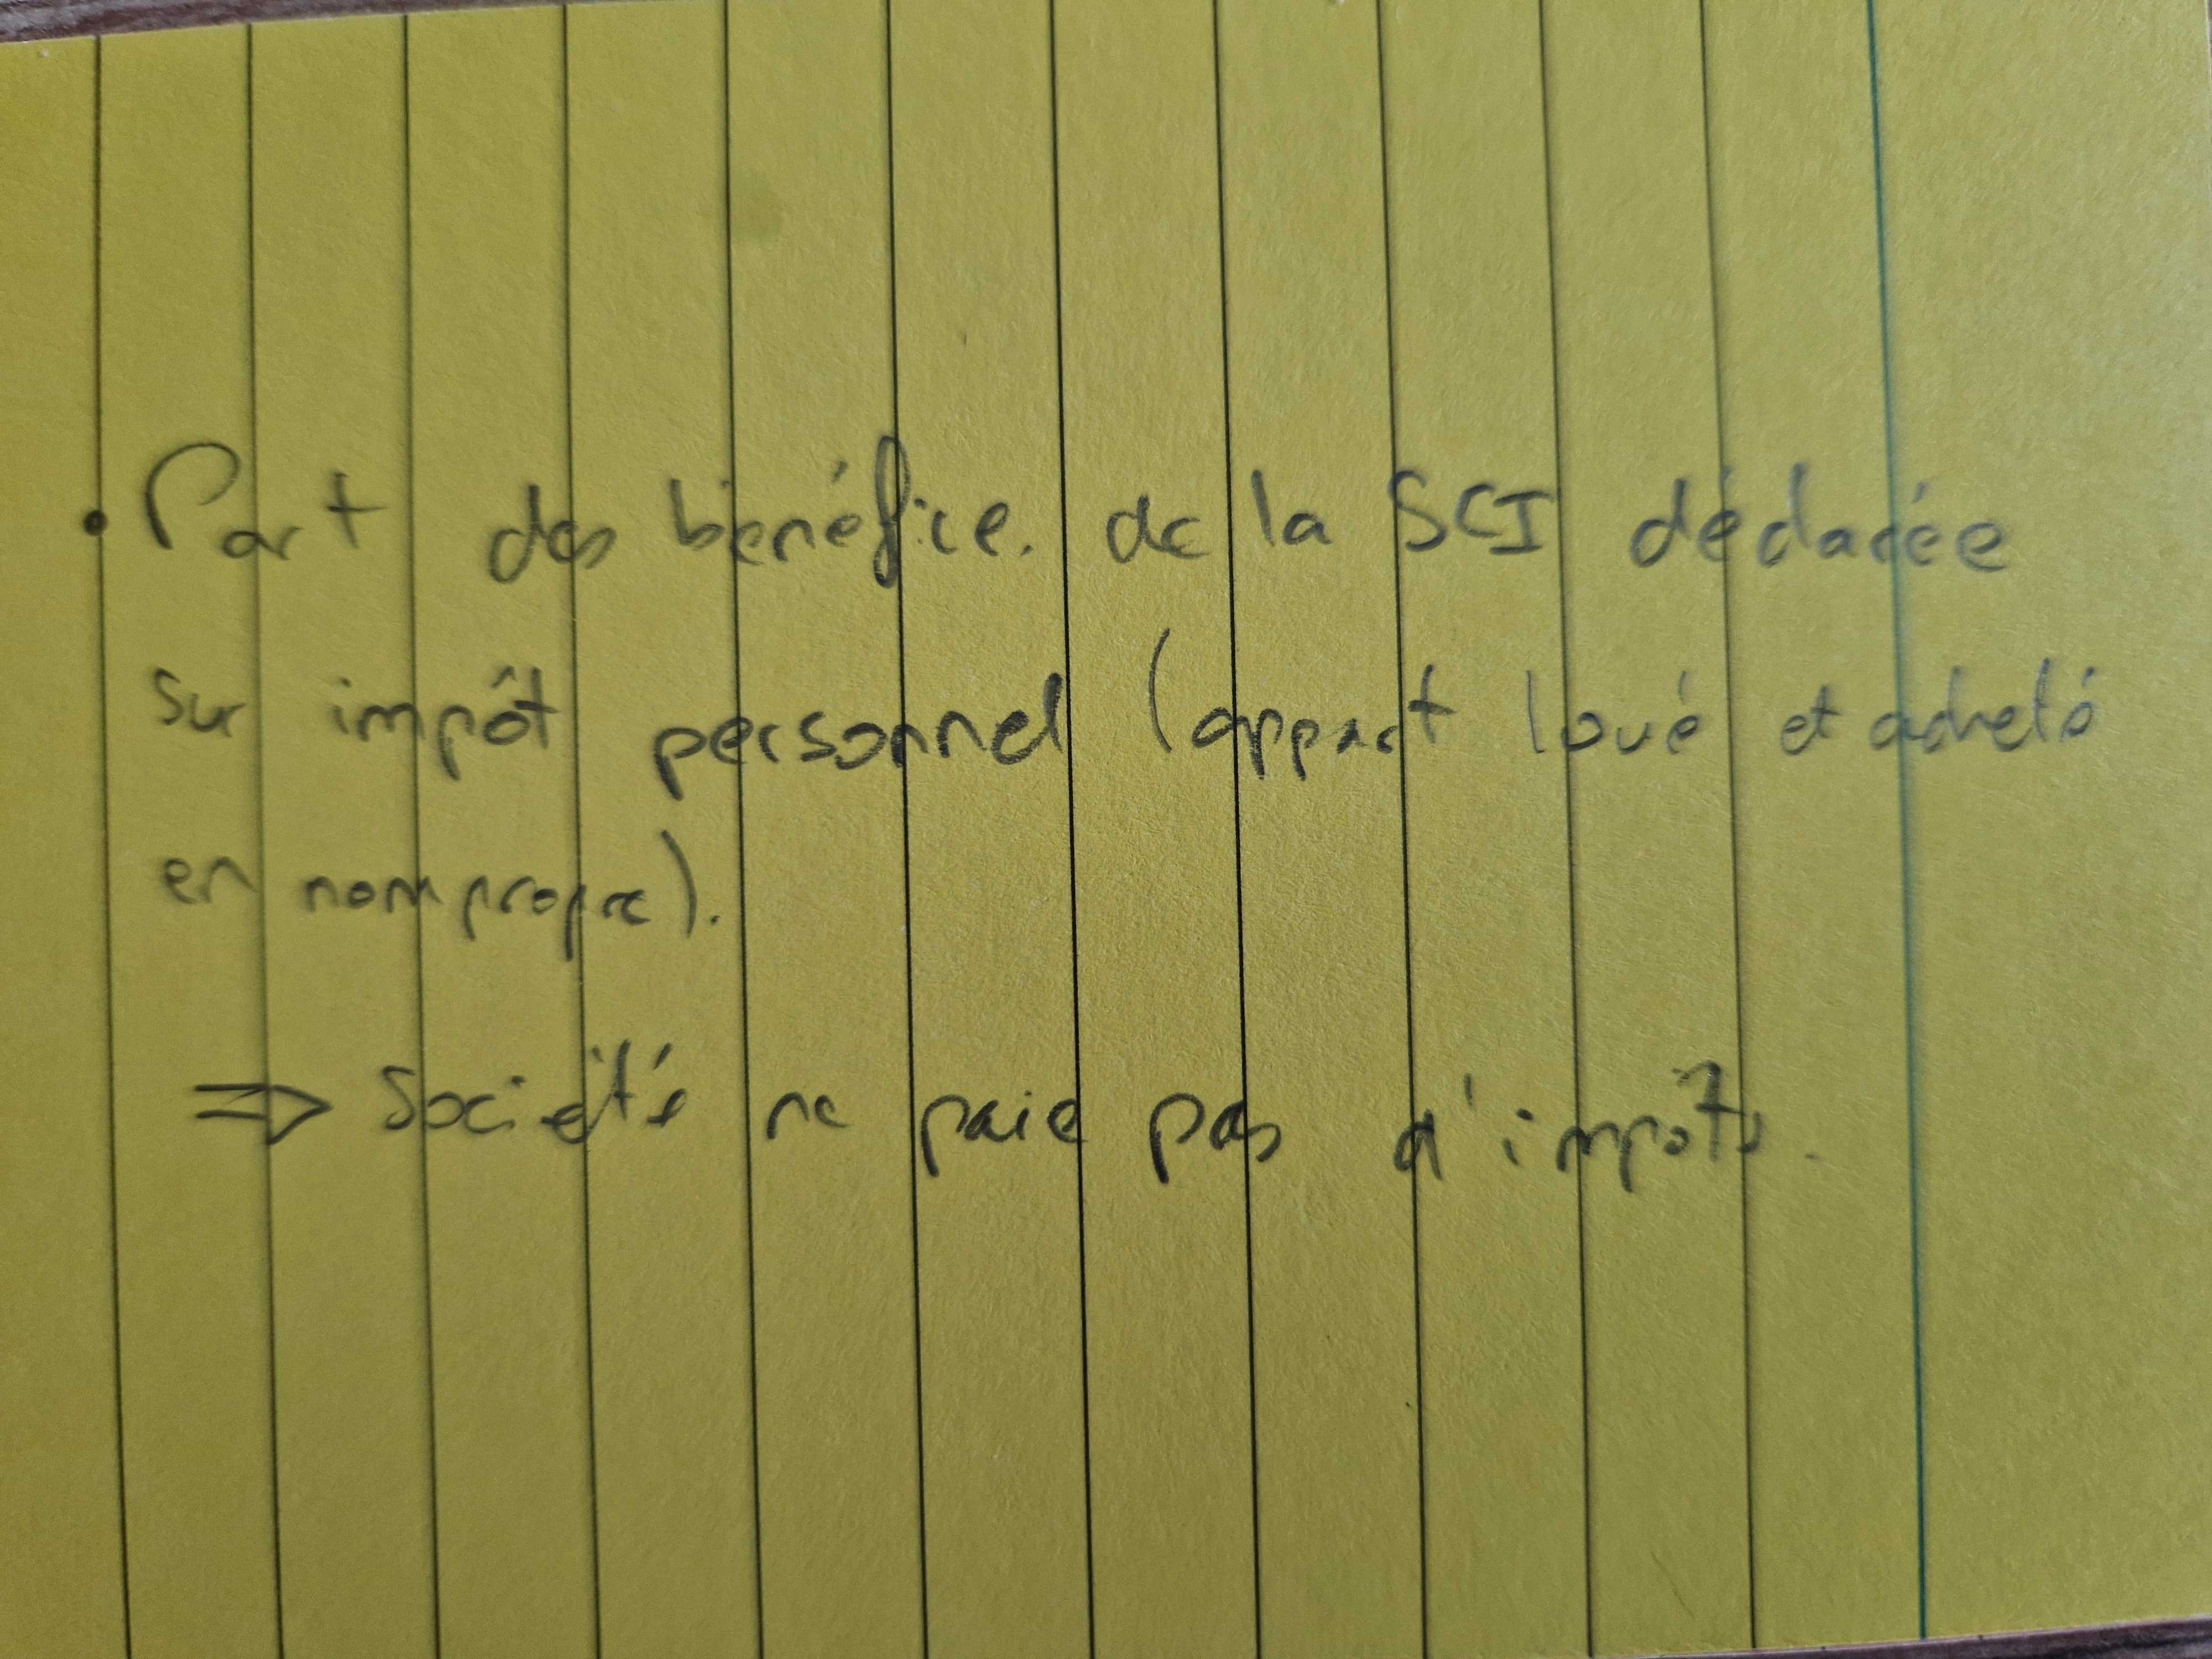 • Part des bénéfice. de la SCI déclarée
sur impôt personnel (appart loué et acheté
en nom propre).
⇒ Société ne paie pas d'impôts.